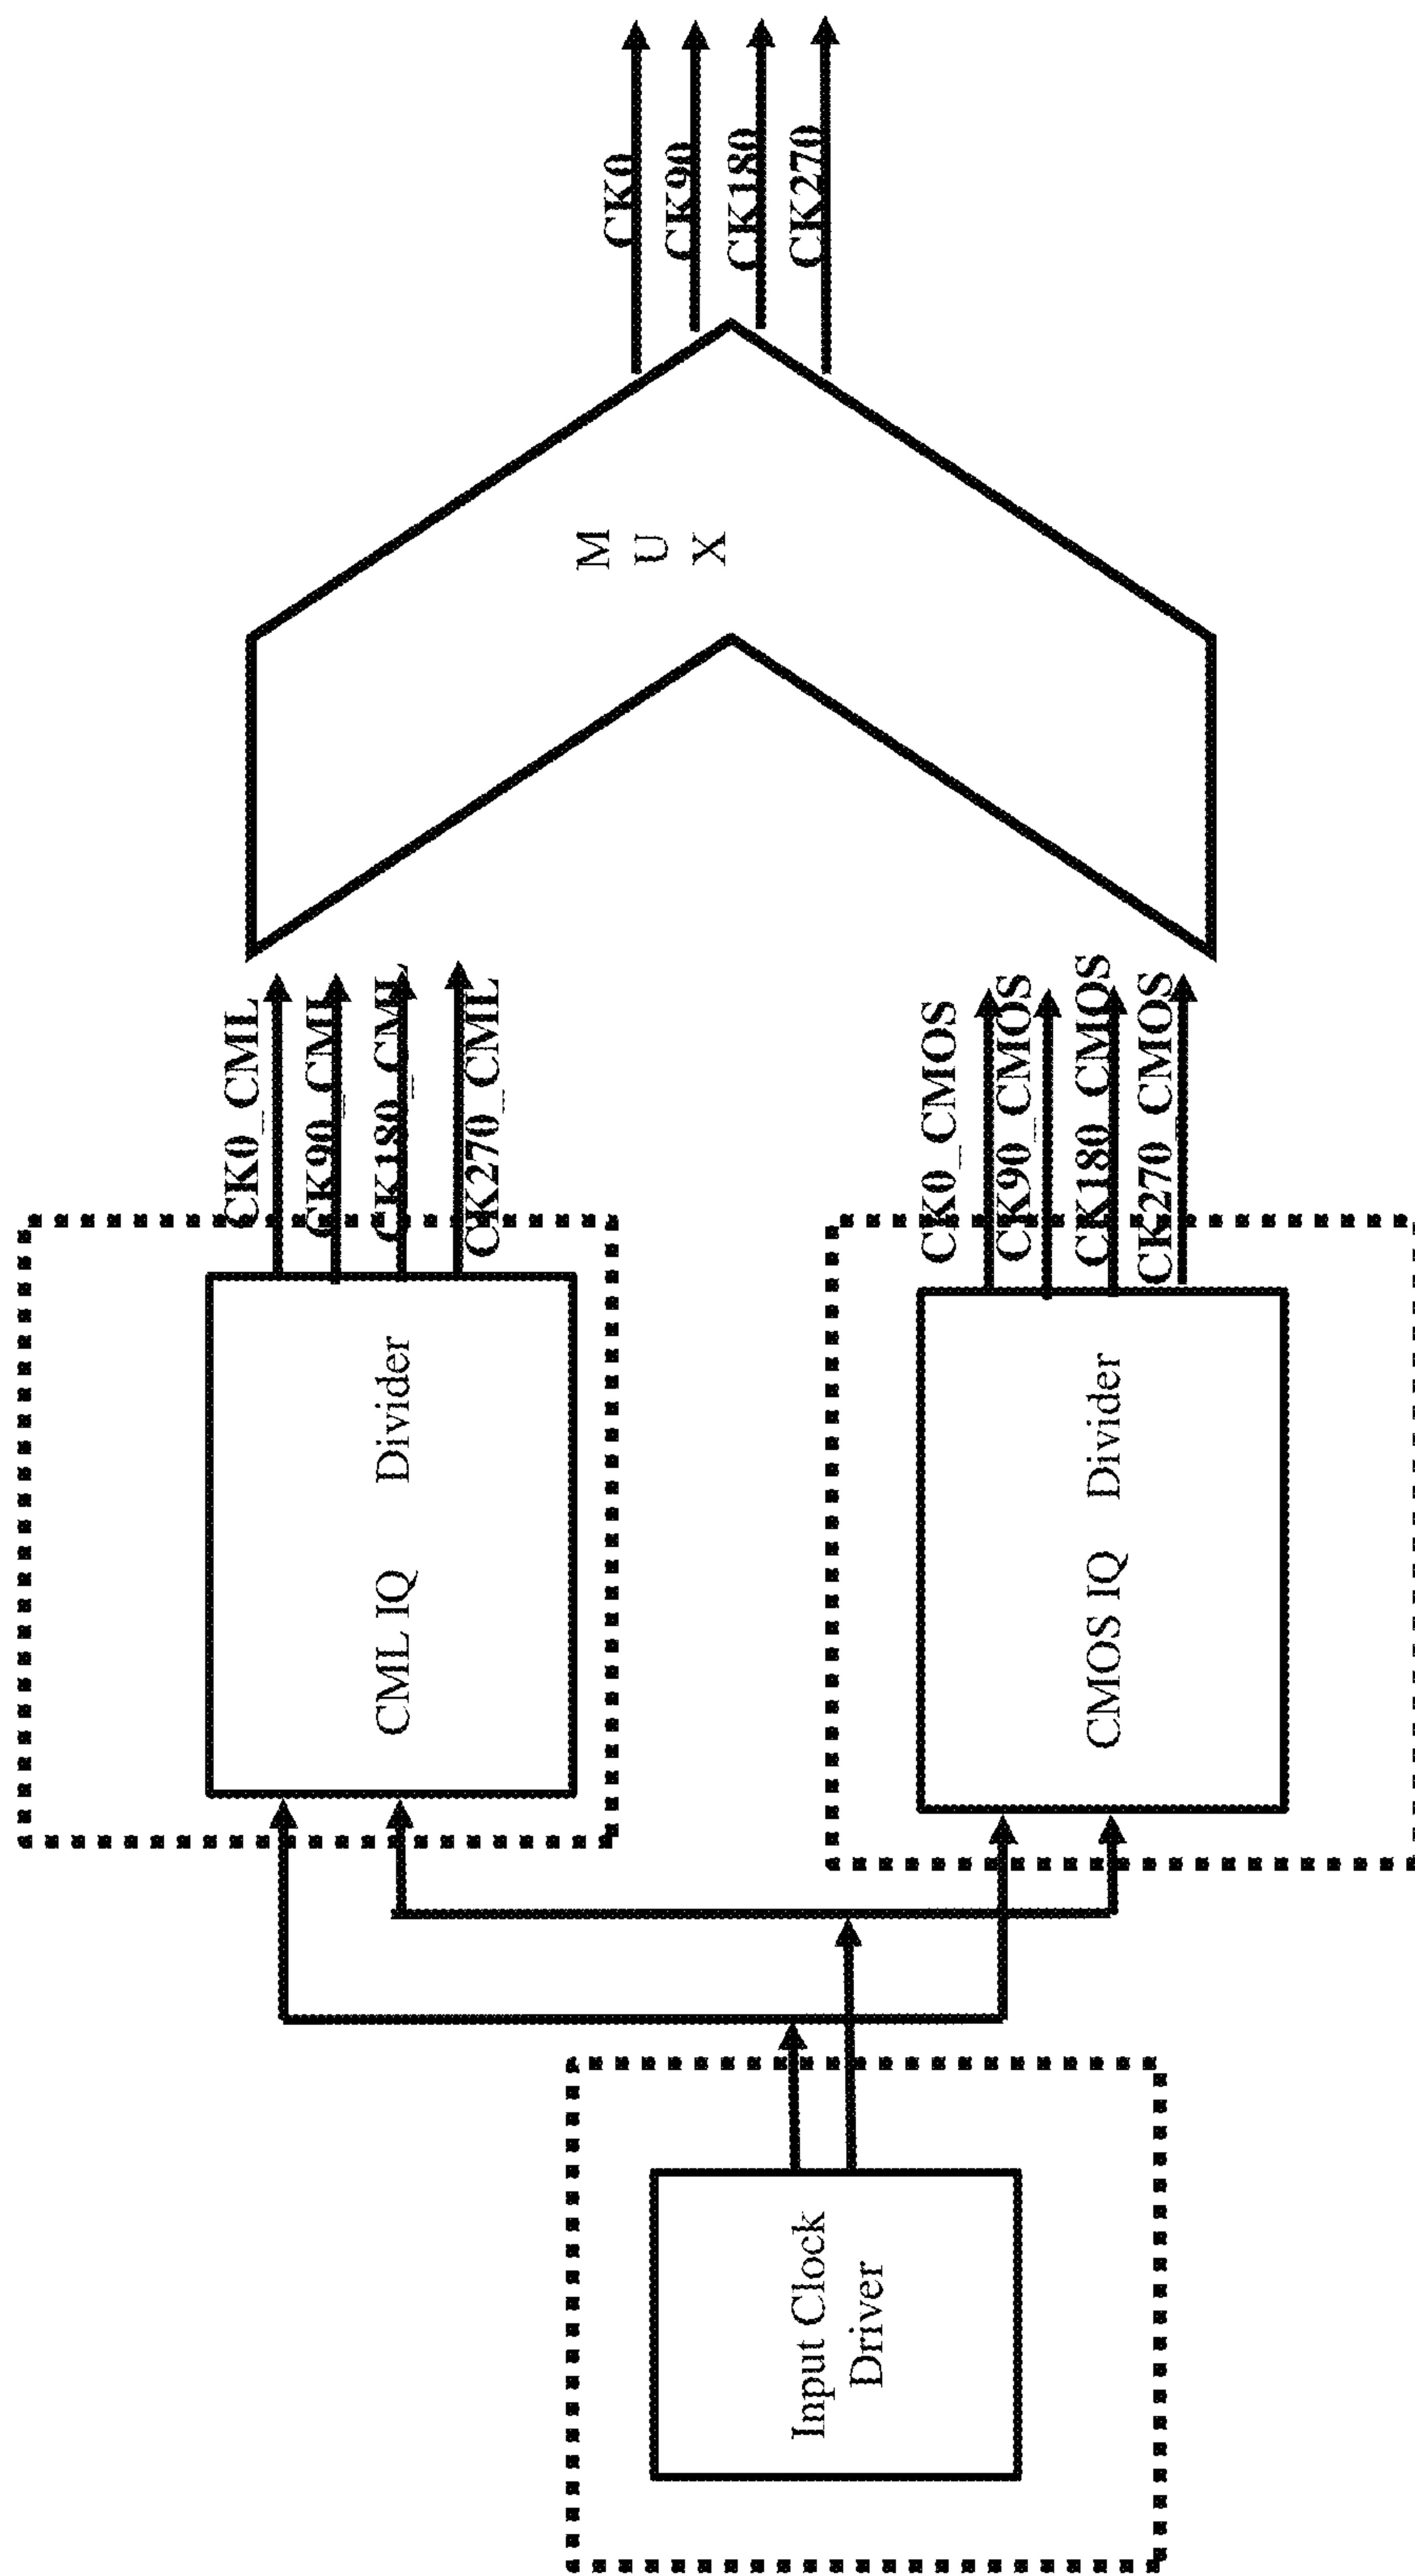 Input Clock
Driver
CML IQ Divider
CMOS IQ Divider
CK0_CML
CK90_CML
CK180_CML
CK270_CML
CK0_CMOS
CK90_CMOS
CK180_CMOS
CK270_CMOS
M
U
X
CK0
CK90
CK180
CK270